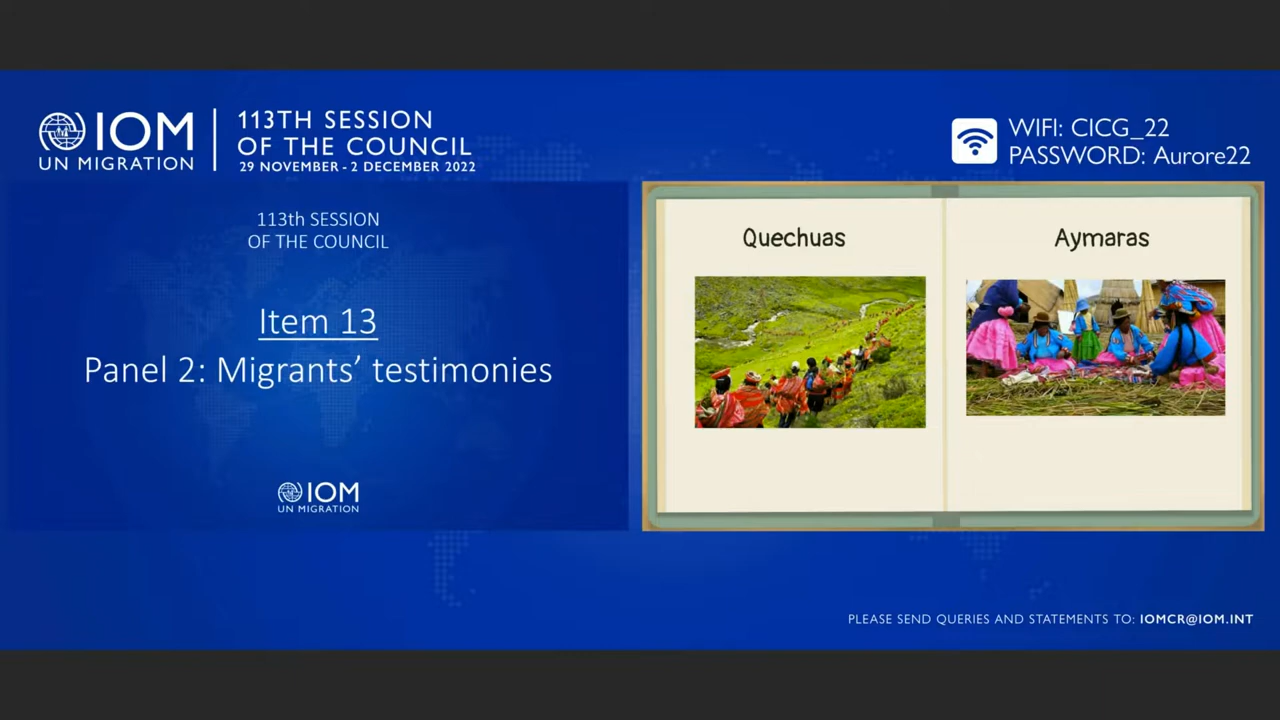 IOM
UN MIGRATION
113TH SESSION
OF THE COUNCIL
29 NOVEMBER - 2 DECEMBER 2022
WIFI: CICG_22
PASSWORD: Aurore22
113th SESSION
OF THE COUNCIL
Item 13
Panel 2: Migrants' testimonies
IOM
UN MIGRATION
Quechuas
Aymaras
PLEASE SEND QUERIES AND STATEMENTS TO: IOMCR@IOM.INT